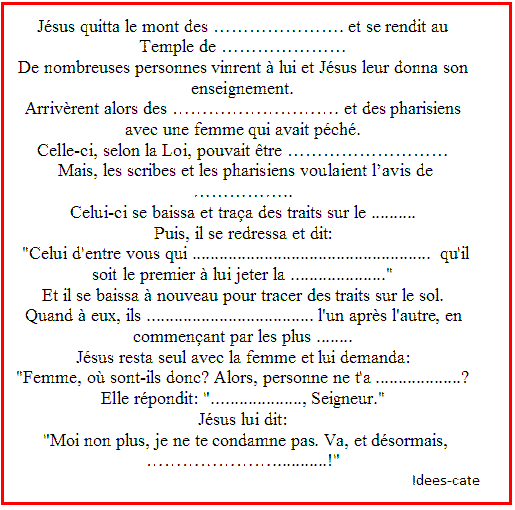 Jésus quitta le mont des …………………. et se rendit au
Temple de …………………
De nombreuses personnes vinrent à lui et Jésus leur donna son
enseignement.
Arrivèrent alors des ………………………. et des pharisiens
avec une femme qui avait péché.
Celle-ci, selon la Loi, pouvait être ………………………
Mais, les scribes et les pharisiens voulaient l’avis de
…………….
Celui-ci se baissa et traça des traits sur le ..........
Puis, il se redressa et dit:
"Celui d'entre vous qui ..................................................... qu'il
soit le premier à lui jeter la ....................."
Et il se baissa à nouveau pour tracer des traits sur le sol.
Quand à eux, ils ..................................... l'un après l'autre, en
commençant par les plus ........
Jésus resta seul avec la femme et lui demanda:
"Femme, où sont-ils donc? Alors, personne ne t'a ...................?
Elle répondit: "...................., Seigneur."
Jésus lui dit:
"Moi non plus, je ne te condamne pas. Va, et désormais,
…………………............!"
Idees-cate